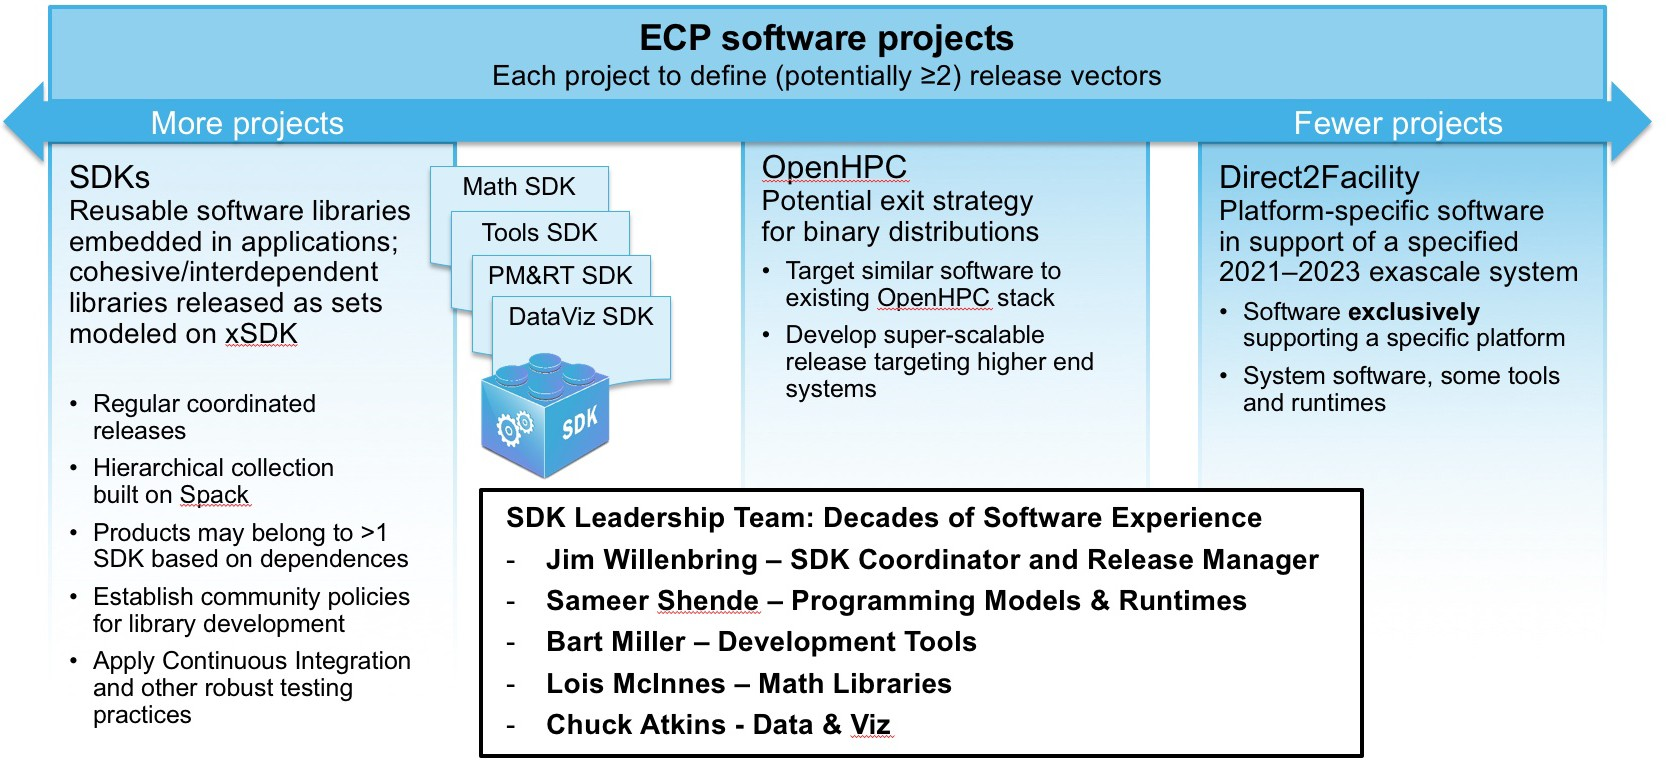 ECP software projects
Each project to define (potentially ≥2) release vectors
More projects
Fewer projects
SDKs
Reusable software libraries
embedded in applications;
cohesive/interdependent
libraries released as sets
modeled on xSDK
• Regular coordinated
releases
• Hierarchical collection
built on Spack
• Products may belong to >1
SDK based on dependences
• Establish community policies
for library development
• Apply Continuous Integration
and other robust testing
practices
Math SDK
Tools SDK
PM&RT SDK
DataViz SDK
SDK
OpenHPC
Potential exit strategy
for binary distributions
• Target similar software to
existing OpenHPC stack
• Develop super-scalable
release targeting higher end
systems
Direct2Facility
Platform-specific software
in support of a specified
2021–2023 exascale system
• Software exclusively
supporting a specific platform
• System software, some tools
and runtimes
SDK Leadership Team: Decades of Software Experience
- Jim Willenbring – SDK Coordinator and Release Manager
- Sameer Shende – Programming Models & Runtimes
- Bart Miller – Development Tools
- Lois McInnes – Math Libraries
- Chuck Atkins - Data & Viz